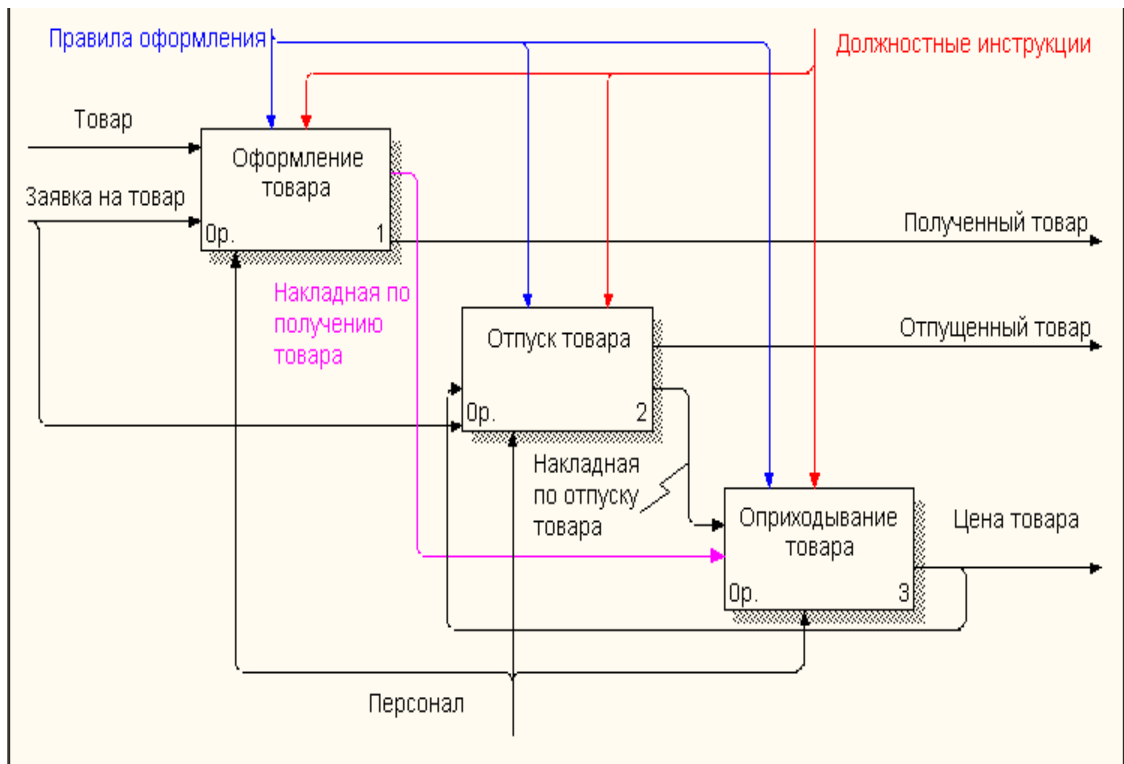 Правила оформления
Должностные инструкции
Товар
Оформление
товара
Заявка на товар
0р.
1
Полученный товар
Накладная по
получению
товара
Отпуск товара
Отпущенный товар
0р.
2
Накладная
по отпуску
товара
Оприходывание
товара
Цена товара
0р.
3
Персонал